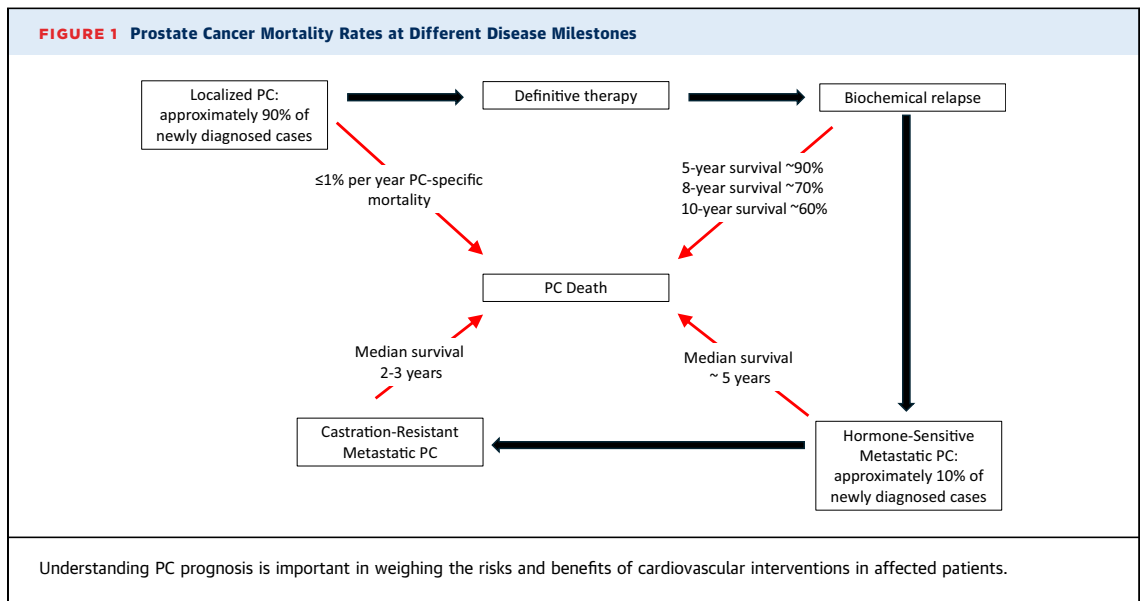 FIGURE 1 Prostate Cancer Mortality Rates at Different Disease Milestones
Localized PC:
approximately 90% of
newly diagnosed cases
Definitive therapy
Biochemical relapse
≤1% per year PC-specific
mortality
5-year survival ~90%
8-year survival ~70%
10-year survival ~60%
PC Death
Median survival
2-3 years
Median survival
~ 5 years
Castration-Resistant
Metastatic PC
Hormone-Sensitive
Metastatic PC:
approximately 10% of
newly diagnosed cases
Understanding PC prognosis is important in weighing the risks and benefits of cardiovascular interventions in affected patients.